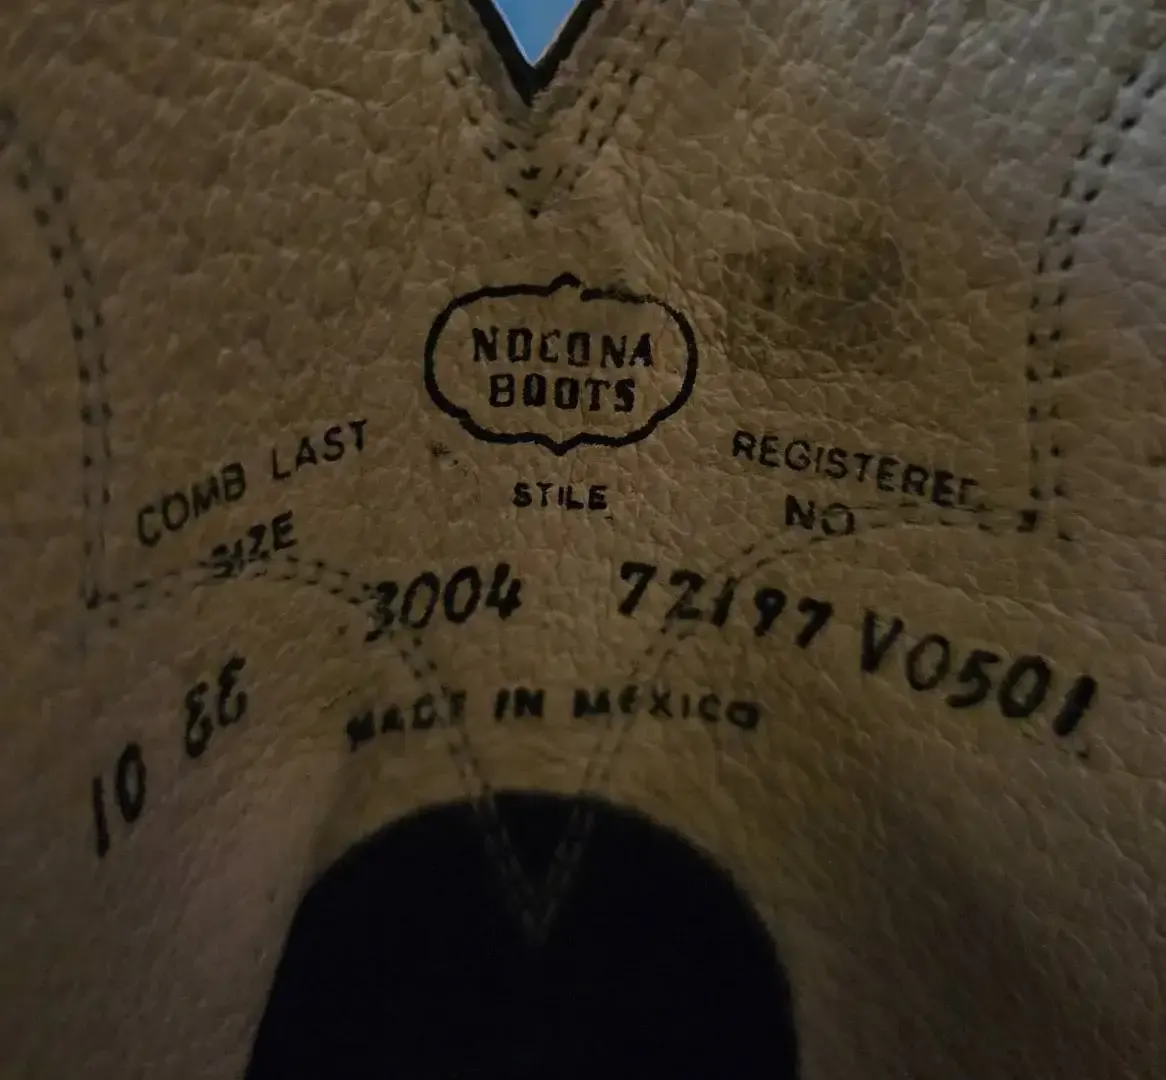 NOCONA
BOOTS
COMB LAST
SIZE
STILE
REGISTERED
NO
10 EE
3004
72197 V0501
MADE IN MEXICO